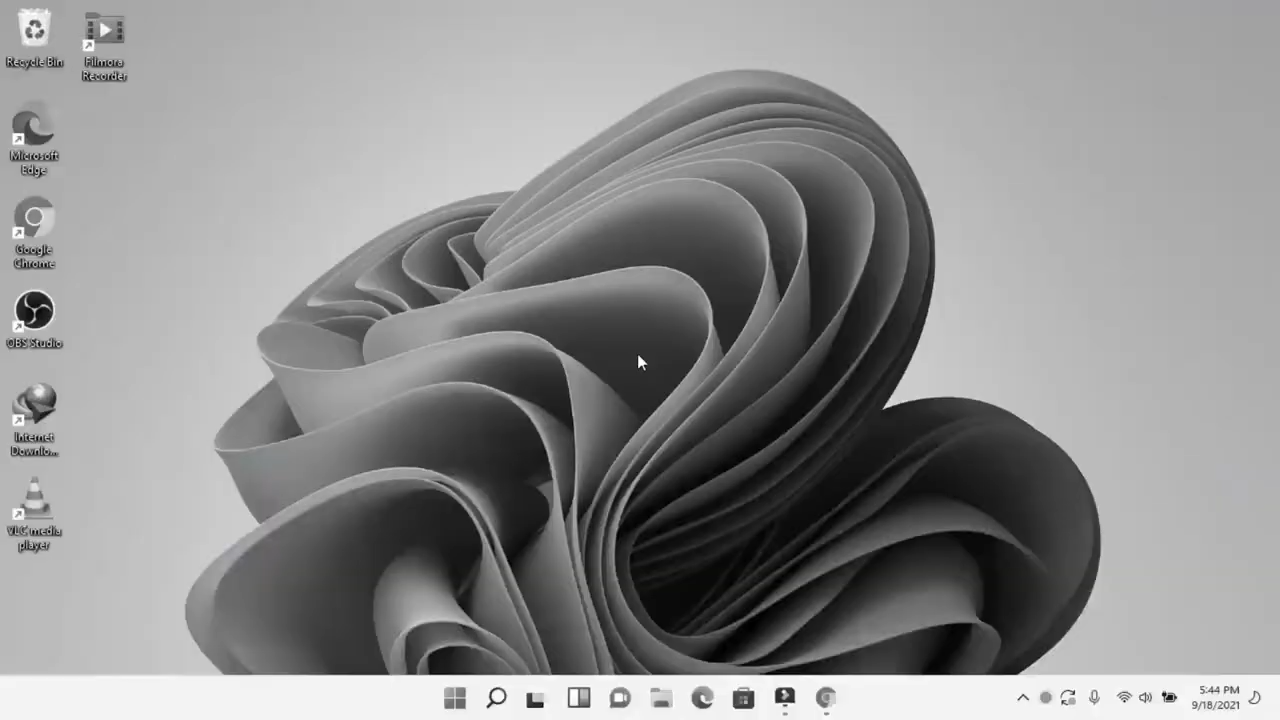 Recycle Bin
Filmora
Recorder
Microsoft
Edge
Google
Chrome
OBS Studio
Internet
Downlo...
VLC media
player
5:44 PM
9/18/2021